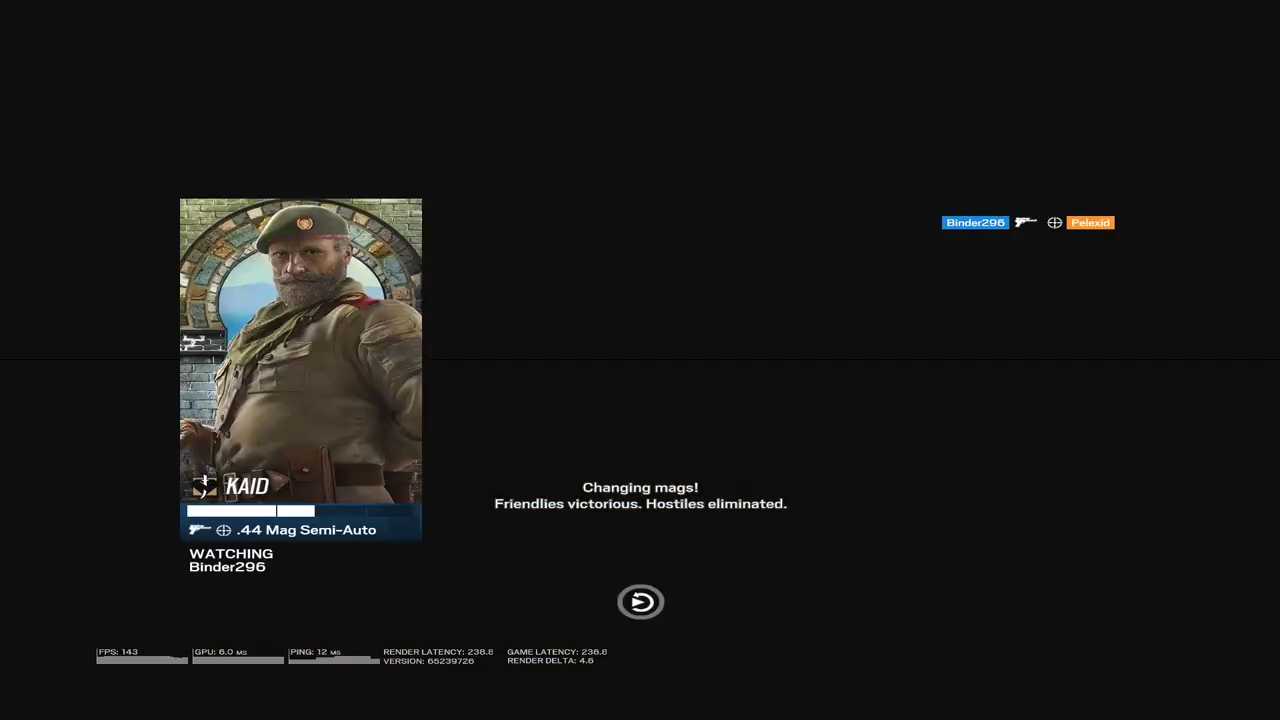 Binder296 Pelexid
KAID
.44 Mag Semi-Auto
WATCHING
Binder296
Changing mags!
Friendlies victorious. Hostiles eliminated.
FPS: 143 GPU: 6.0 MS PING: 12 MS RENDER LATENCY: 238.8 GAME LATENCY: 236.8
VERSION: 65239726 RENDER DELTA: 4.6